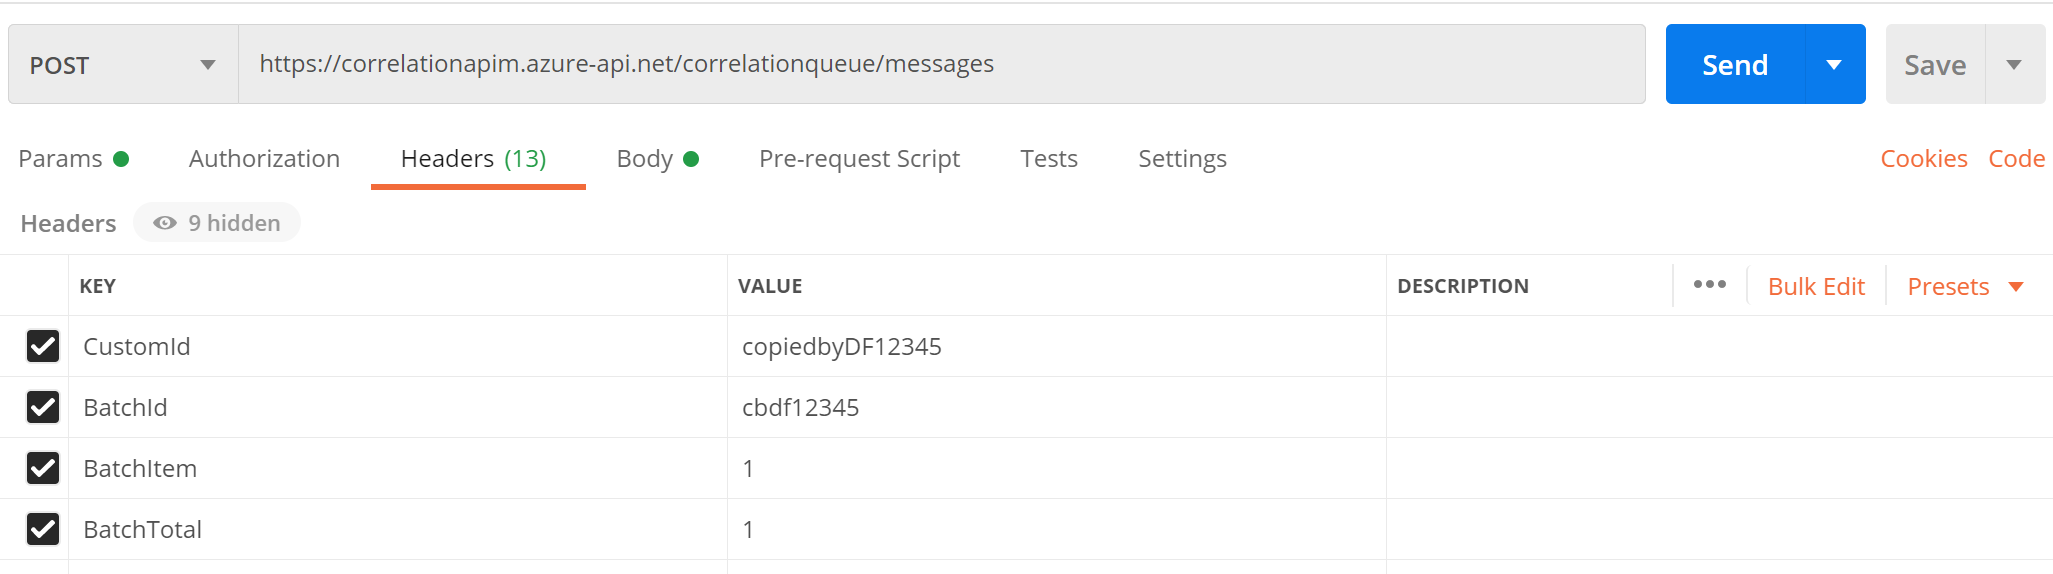 POST https://correlationapim.azure-api.net/correlationqueue/messages Send Save
Params Authorization Headers (13) Body Pre-request Script Tests Settings Cookies Code
Headers 9 hidden
KEY VALUE DESCRIPTION ••• Bulk Edit Presets
CustomId copiedbyDF12345
BatchId cbdf12345
BatchItem 1
BatchTotal 1